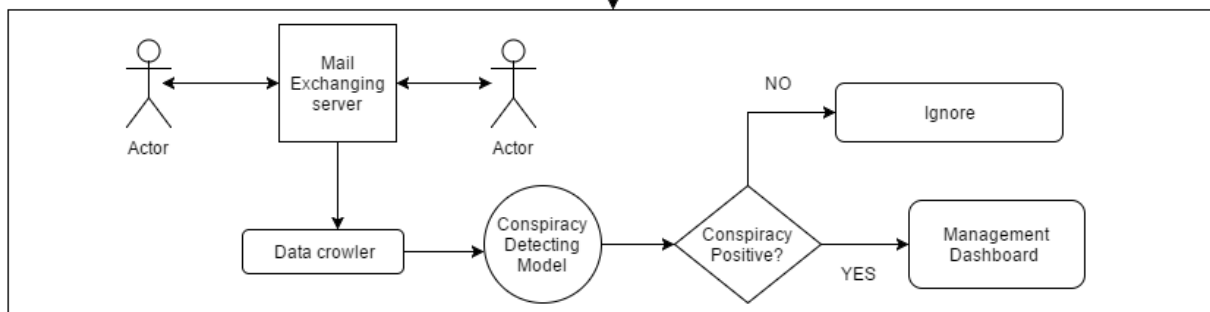 Mail
Exchanging
server
Actor
Actor
NO
Ignore
Data crowler
Conspiracy
Detecting
Model
Conspiracy
Positive?
YES
Management
Dashboard